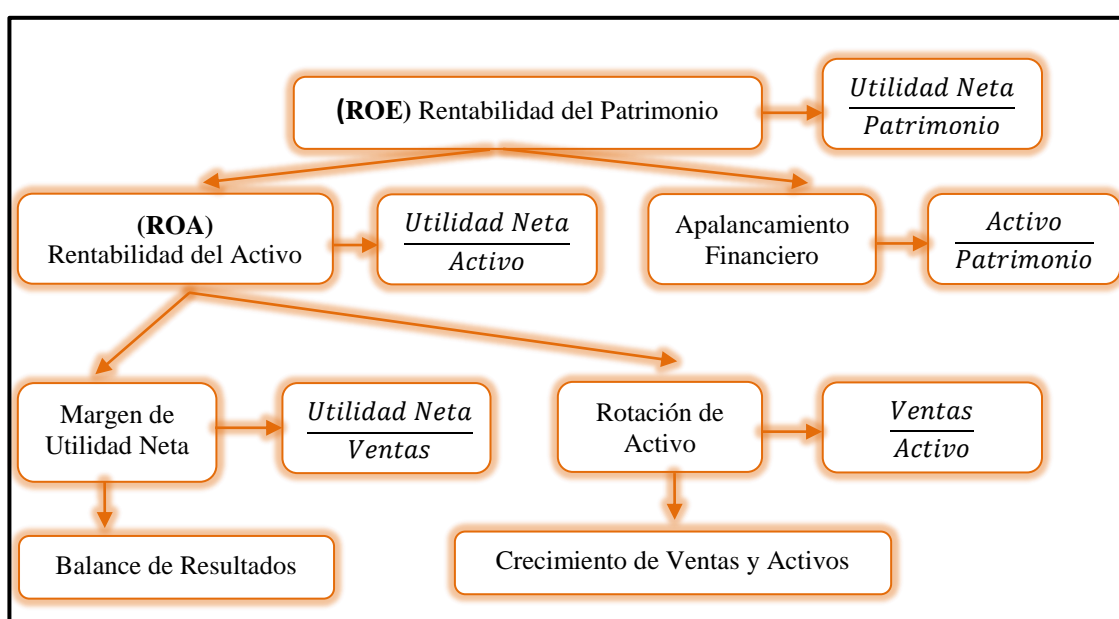 (ROE) Rentabilidad del Patrimonio
Utilidad Neta
Patrimonio
(ROA)
Rentabilidad del Activo
Utilidad Neta
Activo
Apalancamiento
Financiero
Activo
Patrimonio
Margen de
Utilidad Neta
Utilidad Neta
Ventas
Rotación de
Activo
Ventas
Activo
Balance de Resultados
Crecimiento de Ventas y Activos